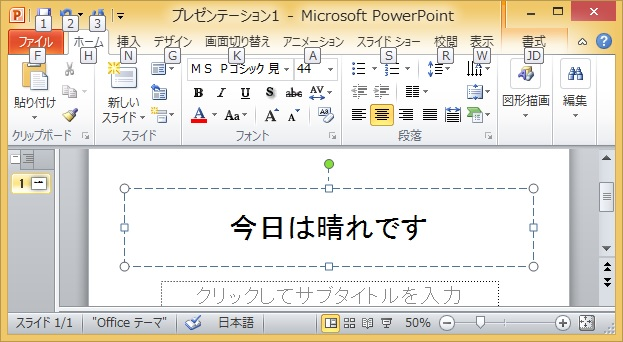 プレゼンテーション1 - Microsoft PowerPoint
1 2 3
ファイル ホーム 挿入 デザイン 画面切り替え アニメーション スライド ショー 校閲 表示 書式
F H N G K A S R W JD
貼り付け 新しい スライド MS Pゴシック 見 44 図形描画 編集
B I U S abc AV
A Aa A A
クリップボード スライド フォント 段落
1
今日は晴れです
クリックしてサブタイトルを入力
スライド 1/1 "Office テーマ" 日本語 50%